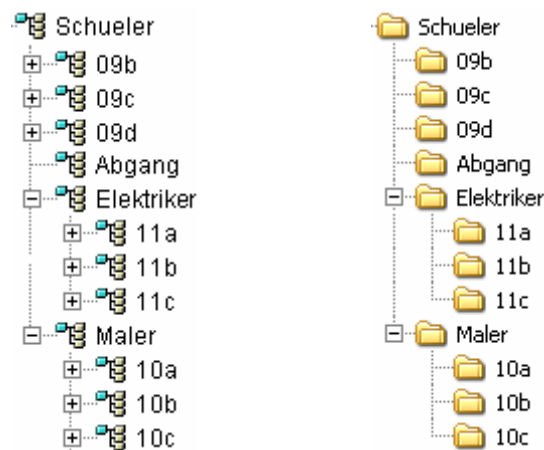 Schueler
09b
09c
09d
Abgang
Elektriker
11a
11b
11c
Maler
10a
10b
10c
Schueler
09b
09c
09d
Abgang
Elektriker
11a
11b
11c
Maler
10a
10b
10c